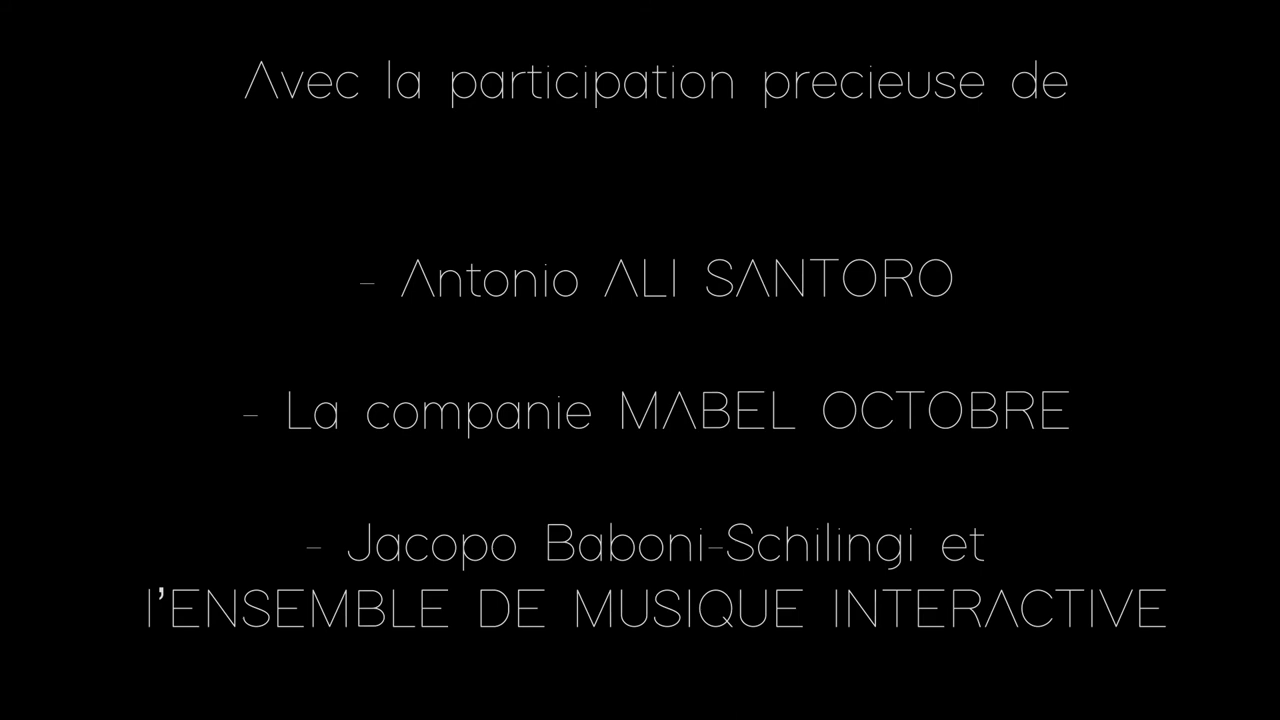 Avec la participation precieuse de
- Antonio ALI SANTORO
- La companie MABEL OCTOBRE
- Jacopo Baboni-Schilingi et
l'ENSEMBLE DE MUSIQUE INTERACTIVE